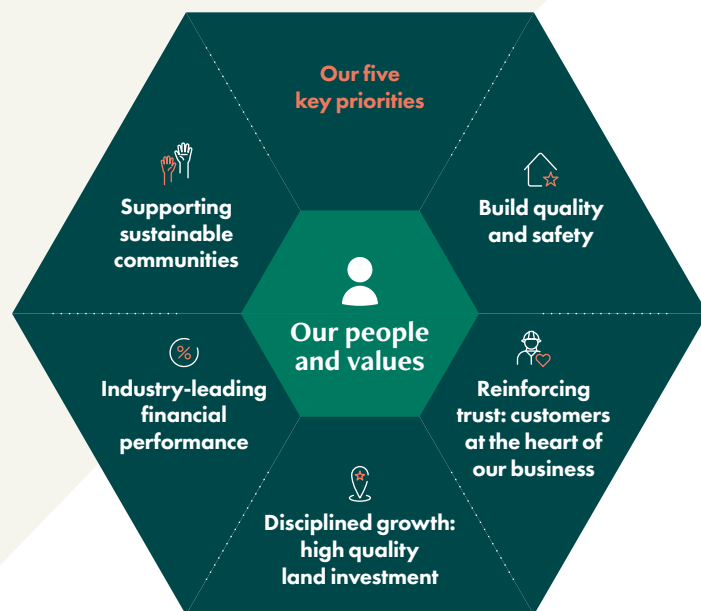 Our five
key priorities
Build quality
and safety
Reinforcing
trust: customers
at the heart of
our business
Disciplined growth:
high quality
land investment
Industry-leading
financial
performance
Supporting
sustainable
communities
Our people
and values